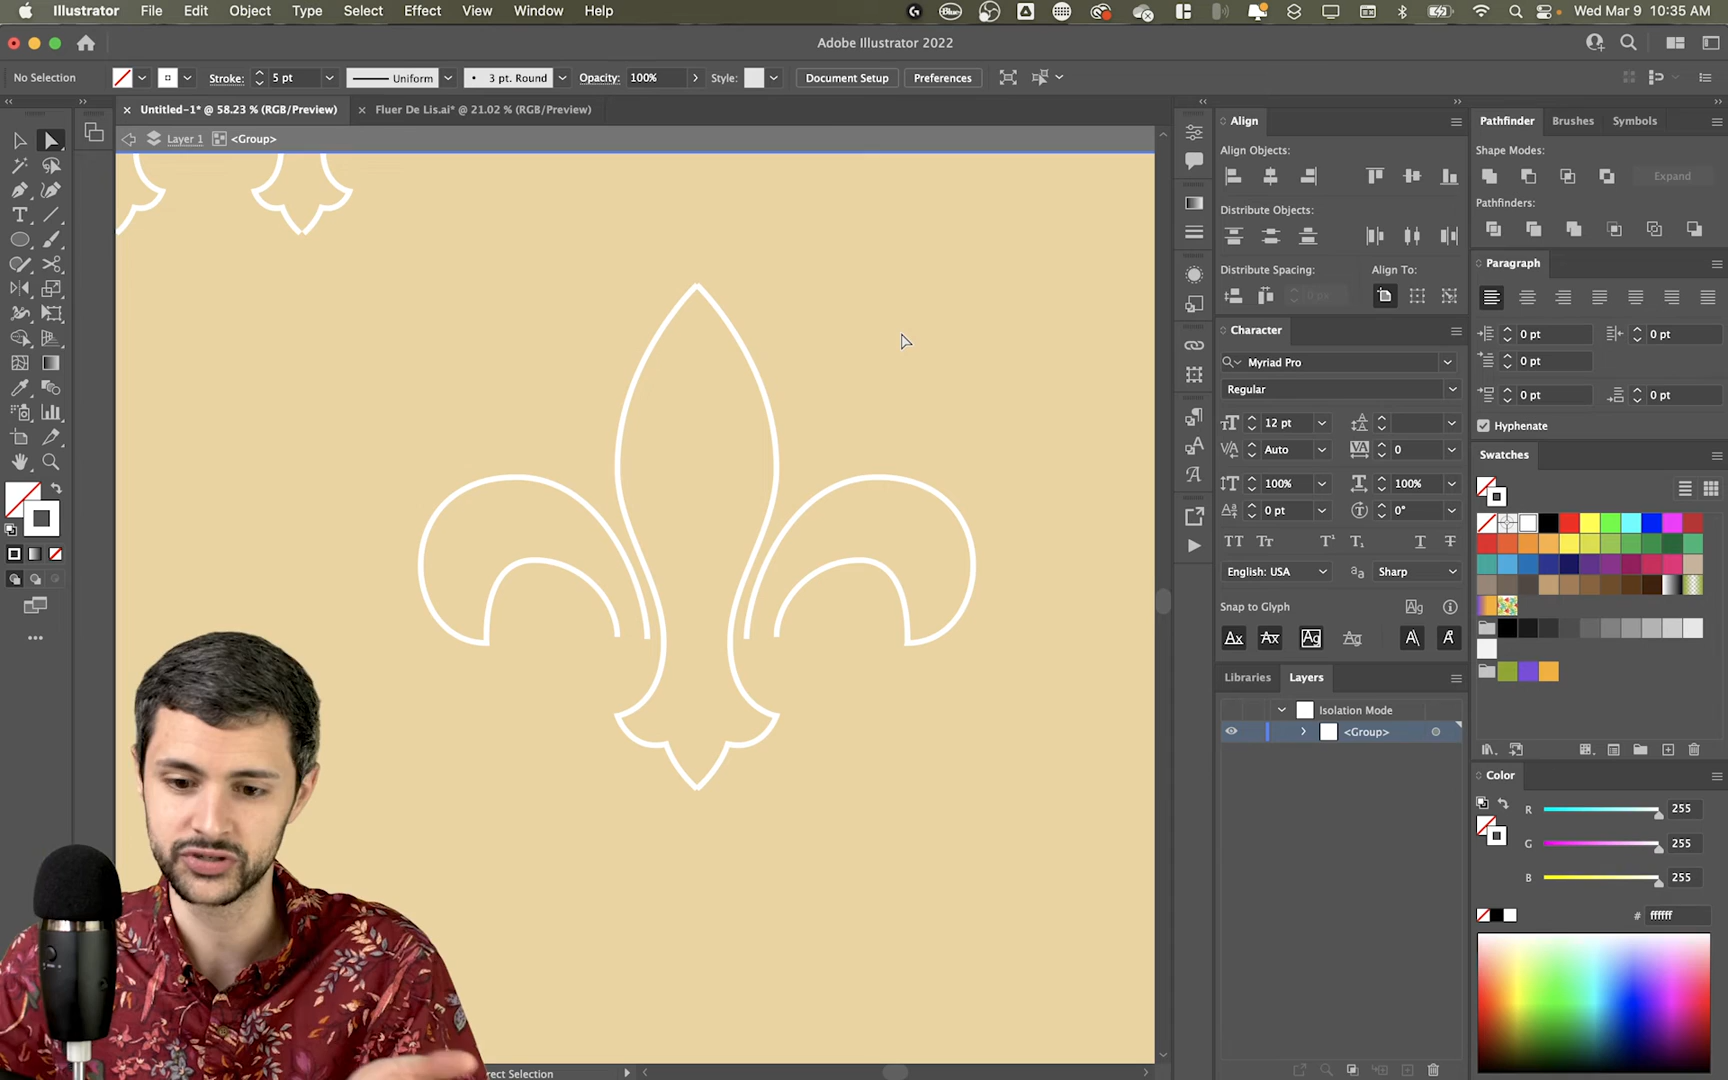 Illustrator File Edit Object Type Select Effect View Window Help Wed Mar 9 10:35 AM
Adobe Illustrator 2022
No Selection Stroke: 5 pt Uniform 3 pt. Round Opacity: 100% Style: Document Setup Preferences
Untitled-1* @ 58.23 % (RGB/Preview) Fluer De Lis.ai* @ 21.02 % (RGB/Preview)
Layer 1 <Group>
Align
Align Objects:
Distribute Objects:
Distribute Spacing: Align To:
0 px
Character
Myriad Pro
Regular
12 pt
Auto 0
100% 100%
0 pt 0°
English: USA Sharp
Snap to Glyph
Libraries Layers
Isolation Mode
<Group>
Pathfinder Brushes Symbols
Shape Modes:
Expand
Pathfinders:
Paragraph
0 pt 0 pt
0 pt
0 pt 0 pt
Hyphenate
Swatches
Color
R 255
G 255
B 255
# ffffff
rect Selection